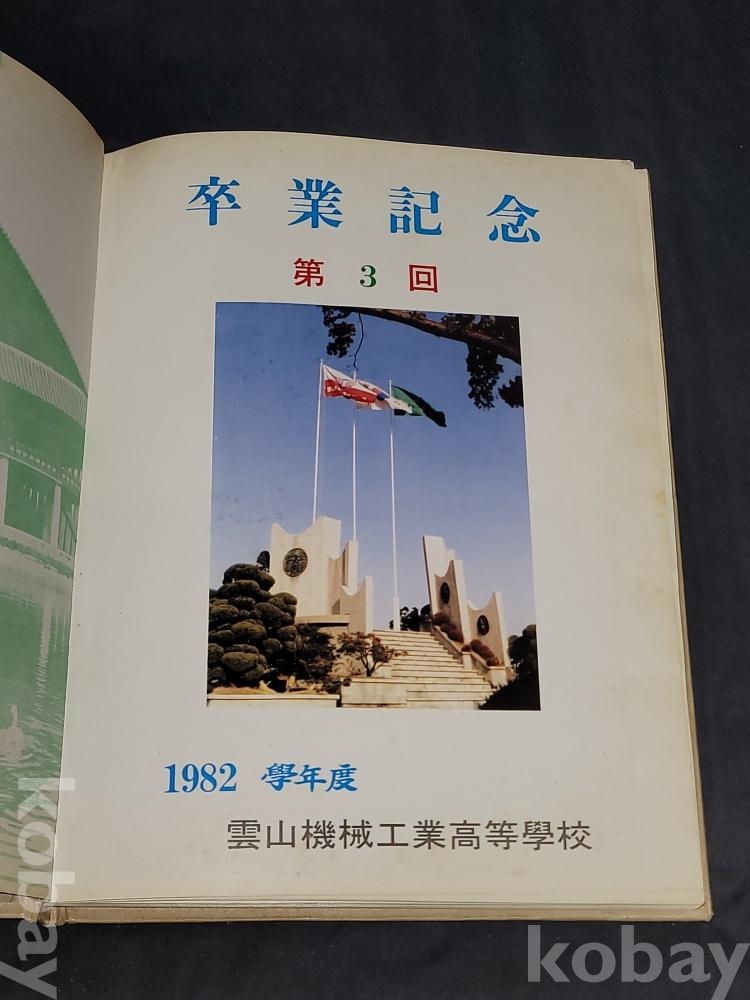 卒業記念
第3回
1982 學年度
雲山機械工業高等學校
kobay
kobay